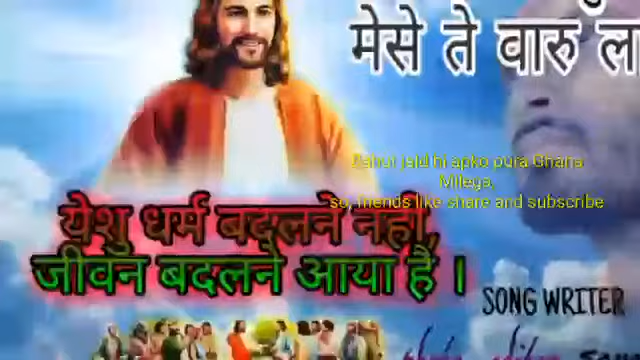 मेसे ते वारु ला
Bahut jald hi apko pura Ghana
Milega,
so, friends like share and subscribe
येशु धर्म बदलने नही,
जीवन बदलने आया है ।
SONG WRITER